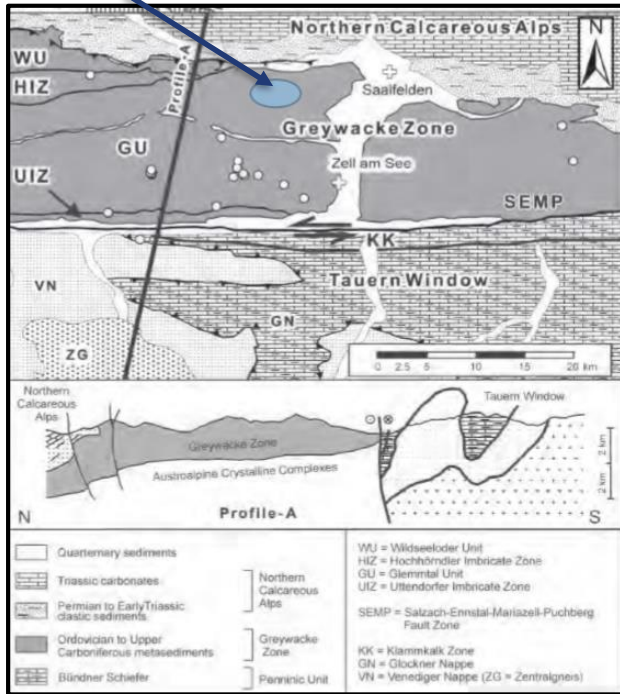 Northern Calcareous Alps
N
WU
HIZ
Profile-A
Saalfelden
Greywacke Zone
GU
Zell am See
UIZ
SEMP
KK
VN
Tauern Window
GN
ZG
0 2.5 5 10 15 20 km
Northern
Calcareous
Alps
Tauern Window
Greywacke Zone
Austroalpine Crystalline Complexes
2 km
2 km
N
Profile-A
S
Quaternary sediments
Triassic carbonates
Permian to EarlyTriassic
clastic sediments
Northern
Calcareous
Alps
Ordovician to Upper
Carboniferous metasediments
Greywacke
Zone
Bündner Schiefer
Penninic Unit
WU = Wildseeloder Unit
HIZ = Hochhörndler Imbricate Zone
GU = Glemmtal Unit
UIZ = Uttendorfer Imbricate Zone
SEMP = Salzach-Ennstal-Mariazell-Puchberg
Fault Zone
KK = Klammkalk Zone
GN = Glockner Nappe
VN = Venediger Nappe (ZG = Zentralgneis)